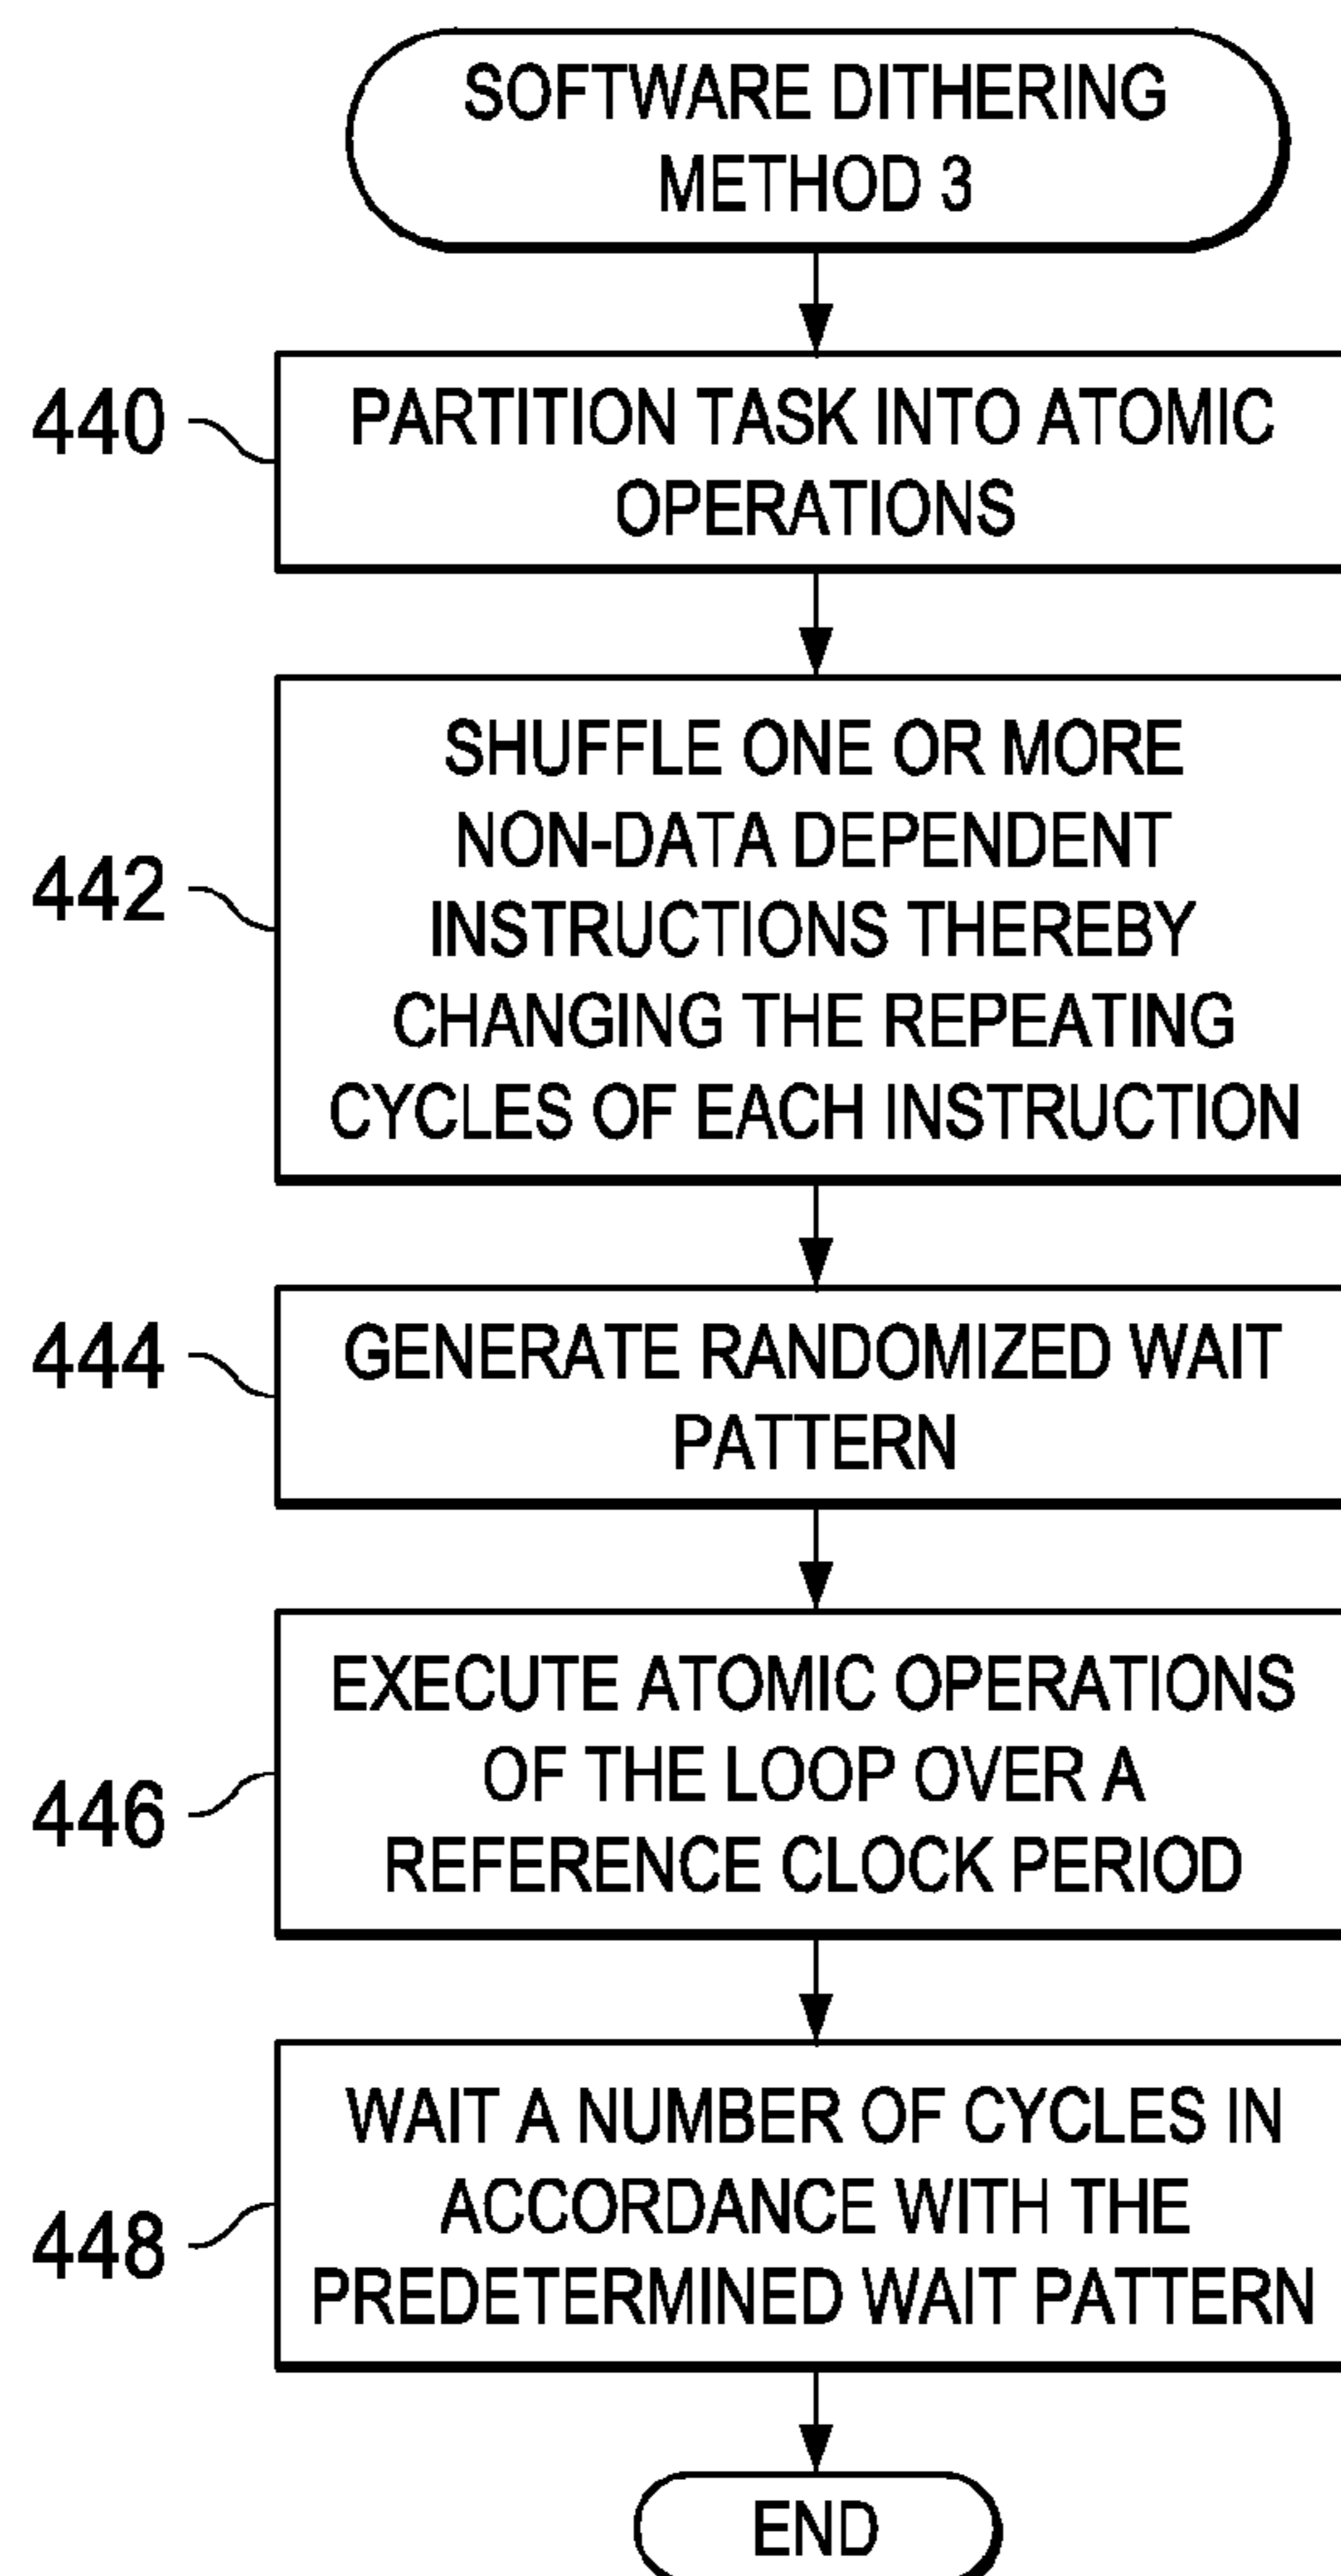 SOFTWARE DITHERING
METHOD 3
440
PARTITION TASK INTO ATOMIC
OPERATIONS
442
SHUFFLE ONE OR MORE
NON-DATA DEPENDENT
INSTRUCTIONS THEREBY
CHANGING THE REPEATING
CYCLES OF EACH INSTRUCTION
444
GENERATE RANDOMIZED WAIT
PATTERN
446
EXECUTE ATOMIC OPERATIONS
OF THE LOOP OVER A
REFERENCE CLOCK PERIOD
448
WAIT A NUMBER OF CYCLES IN
ACCORDANCE WITH THE
PREDETERMINED WAIT PATTERN
END